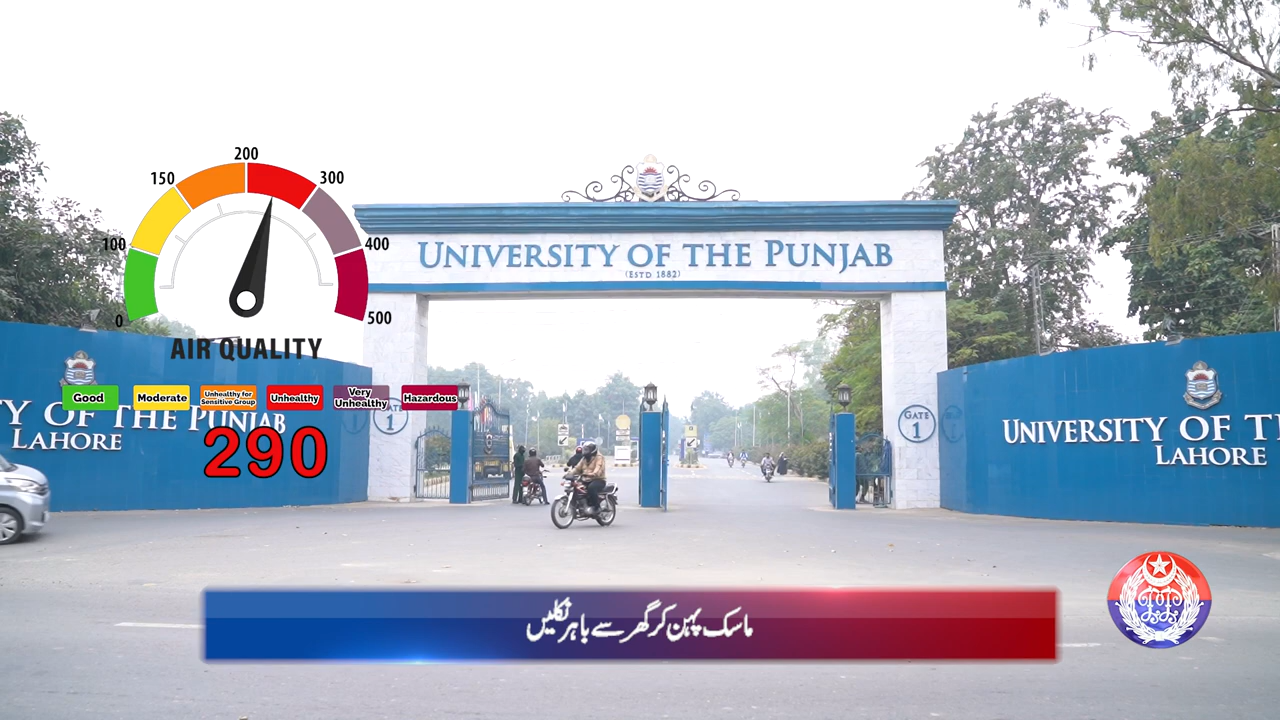 UNIVERSITY OF THE PUNJAB
(ESTD 1882)
200
150
300
100
400
0
500
AIR QUALITY
Good
Moderate
Unhealthy for
Sensitive Group
Unhealthy
Very
Unhealthy
Hazardous
290
TY OF THE PUNJAB
LAHORE
GATE
1
GATE
1
UNIVERSITY OF T
LAHORE
ماسک پہن کر گھر سے باہر نکلیں